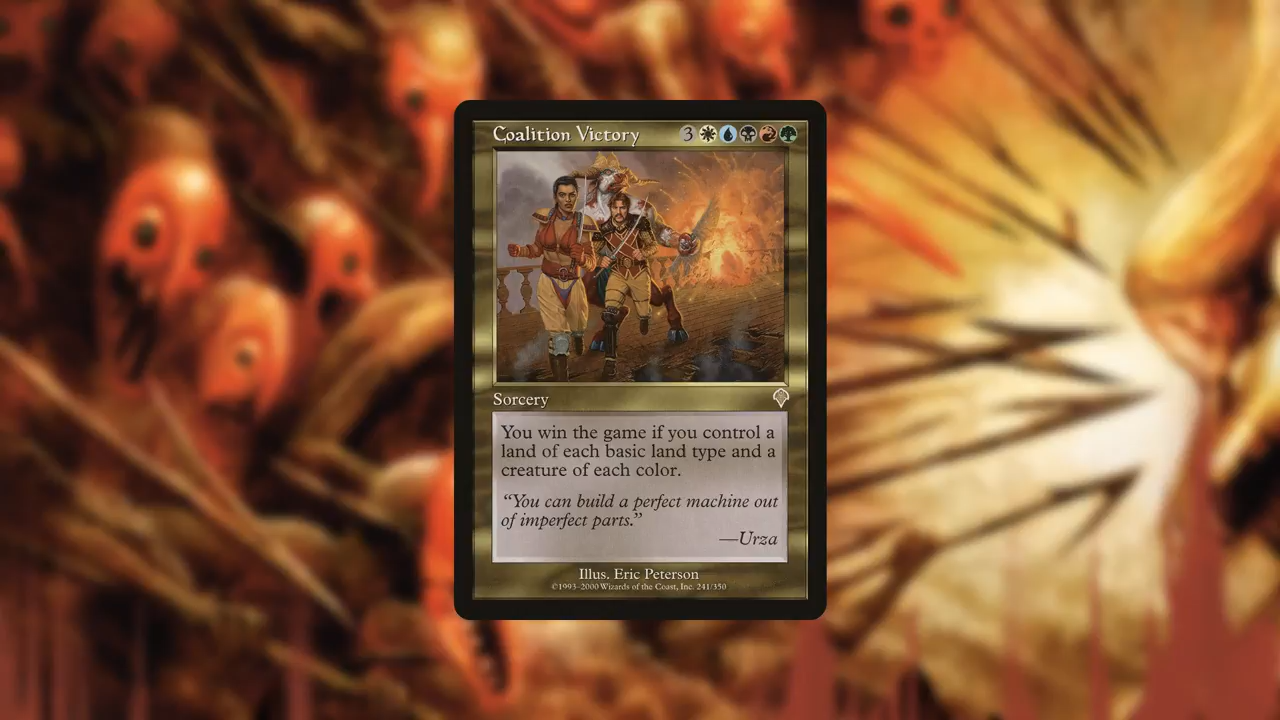 Coalition Victory 3
Sorcery
You win the game if you control a
land of each basic land type and a
creature of each color.
“You can build a perfect machine out
of imperfect parts.”
—Urza
Illus. Eric Peterson
©1993–2000 Wizards of the Coast, Inc. 241/350